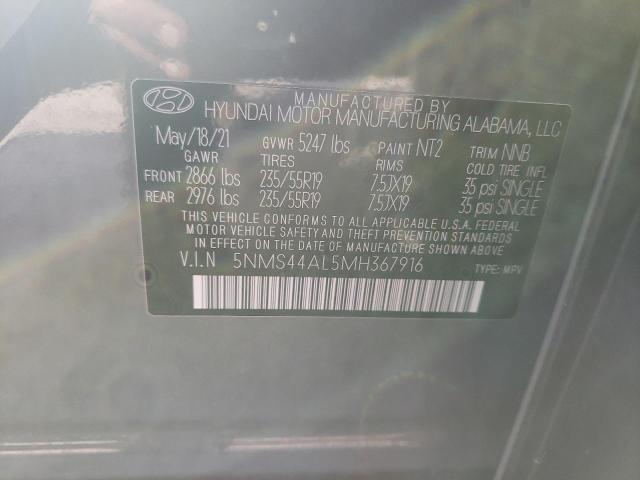 MANUFACTURED BY
HYUNDAI MOTOR MANUFACTURING ALABAMA, LLC
May/18/21 GVWR 5247 lbs PAINT NT2 TRIM NNB
GAWR TIRES RIMS COLD TIRE INFL
FRONT 2866 lbs 235/55R19 7.5JX19 35 psi SINGLE
REAR 2976 lbs 235/55R19 7.5JX19 35 psi SINGLE
THIS VEHICLE CONFORMS TO ALL APPLICABLE U.S.A. FEDERAL
MOTOR VEHICLE SAFETY AND THEFT PREVENTION STANDARDS
IN EFFECT ON THE DATE OF MANUFACTURE SHOWN ABOVE.
V.I.N 5NMS44AL5MH367916 TYPE: MPV